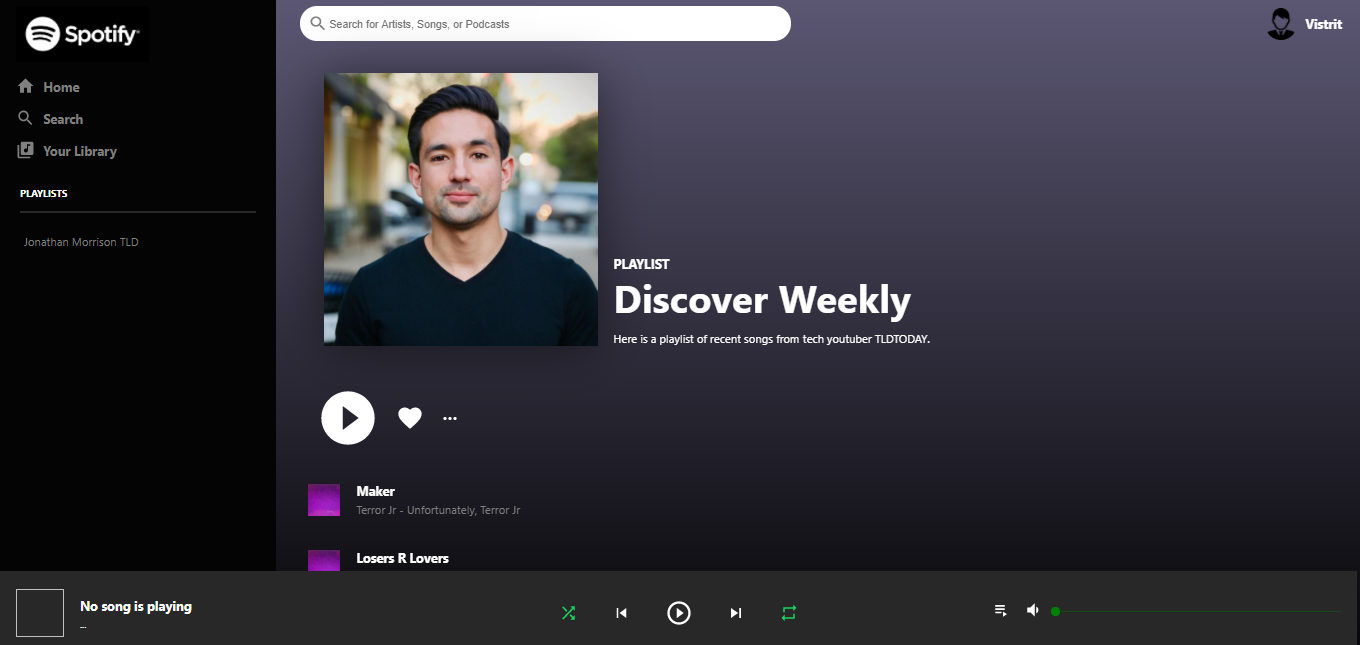 Spotify
Home
Search
Your Library
PLAYLISTS
Jonathan Morrison TLD
Search for Artists, Songs, or Podcasts
Vistrit
PLAYLIST
Discover Weekly
Here is a playlist of recent songs from tech youtuber TLDTODAY.
Maker
Terror Jr - Unfortunately, Terror Jr
Losers R Lovers
No song is playing
...